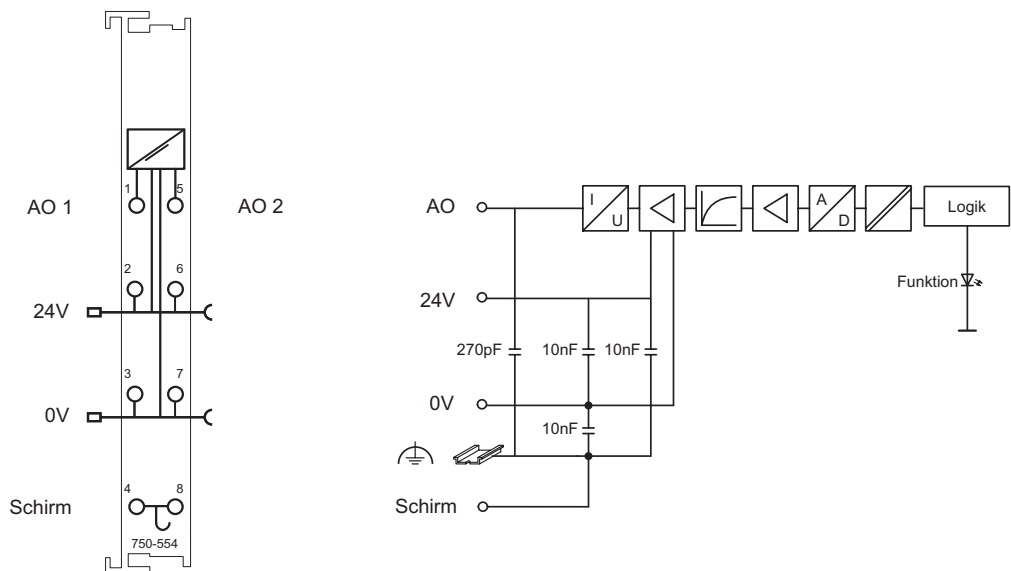 1
5
AO 1
AO 2
2
6
24V
3
7
0V
4
8
Schirm
750-554
AO
I
U
A
D
Logik
Funktion
24V
270pF
10nF
10nF
0V
10nF
Schirm